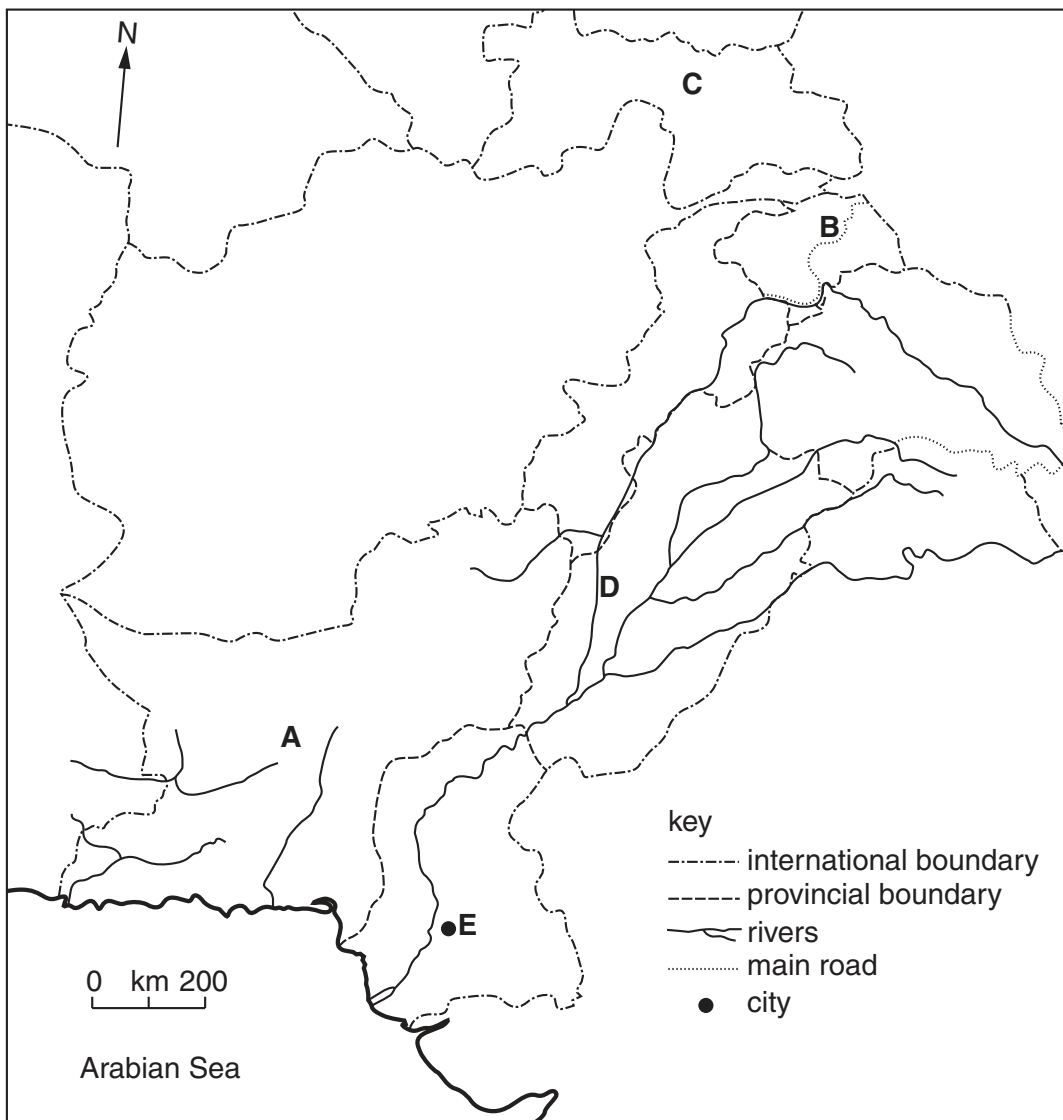 N
C
B
D
A
E
key
international boundary
provincial boundary
rivers
main road
city
0 km 200
Arabian Sea